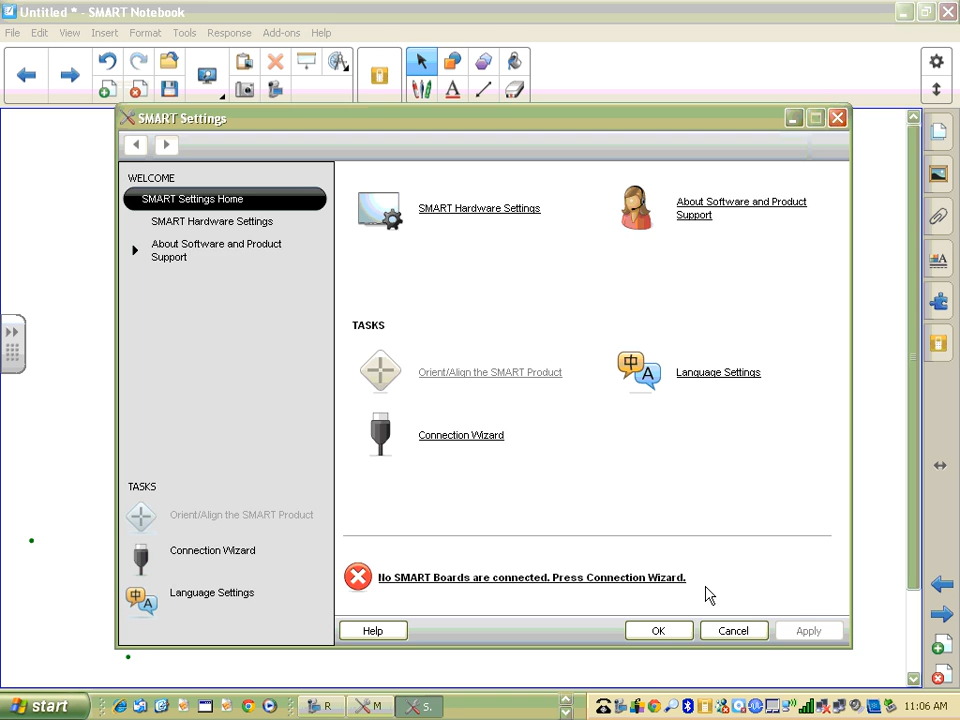 Untitled * - SMART Notebook
File Edit View Insert Format Tools Response Add-ons Help
SMART Settings
WELCOME
SMART Settings Home
SMART Hardware Settings
About Software and Product
Support
SMART Hardware Settings
About Software and Product
Support
TASKS
Orient/Align the SMART Product
Language Settings
Connection Wizard
TASKS
Orient/Align the SMART Product
Connection Wizard
Language Settings
No SMART Boards are connected. Press Connection Wizard.
Help OK Cancel Apply
start R M S. 11:06 AM